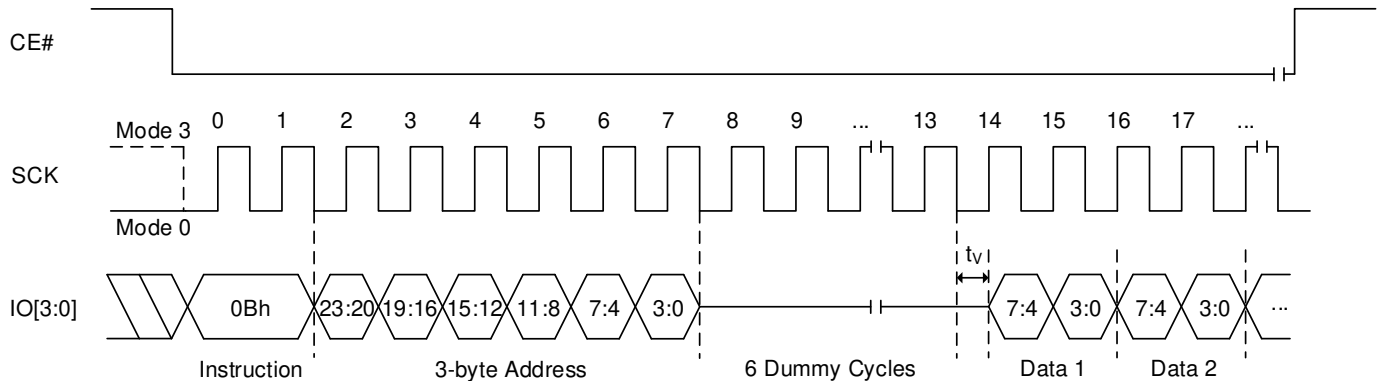 CE#
Mode 3 0 1 2 3 4 5 6 7 8 9 ... 13 14 15 16 17 ...
SCK
Mode 0
tV
IO[3:0] 0Bh 23:20 19:16 15:12 11:8 7:4 3:0 7:4 3:0 7:4 3:0 ...
Instruction 3-byte Address 6 Dummy Cycles Data 1 Data 2